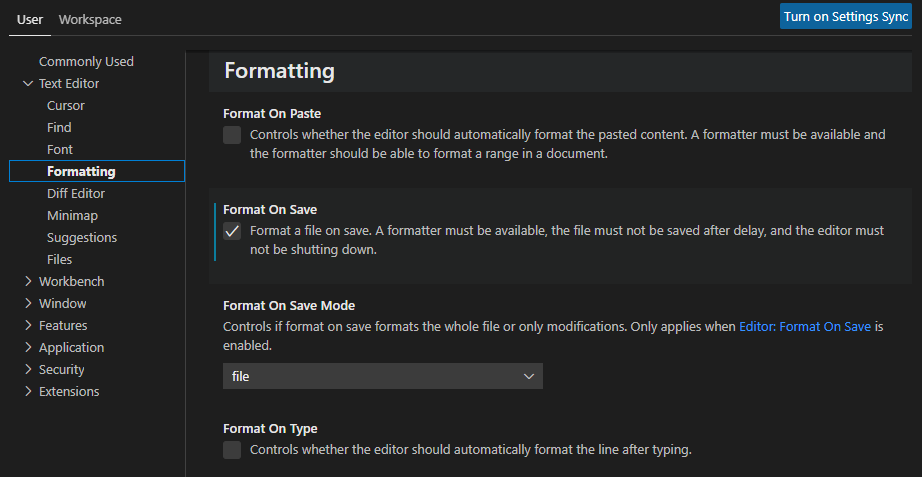 User
Workspace
Turn on Settings Sync
Commonly Used
Text Editor
Cursor
Find
Font
Formatting
Diff Editor
Minimap
Suggestions
Files
Workbench
Window
Features
Application
Security
Extensions
Formatting
Format On Paste
Controls whether the editor should automatically format the pasted content. A formatter must be available and
the formatter should be able to format a range in a document.
Format On Save
Format a file on save. A formatter must be available, the file must not be saved after delay, and the editor must
not be shutting down.
Format On Save Mode
Controls if format on save formats the whole file or only modifications. Only applies when Editor: Format On Save is
enabled.
file
Format On Type
Controls whether the editor should automatically format the line after typing.